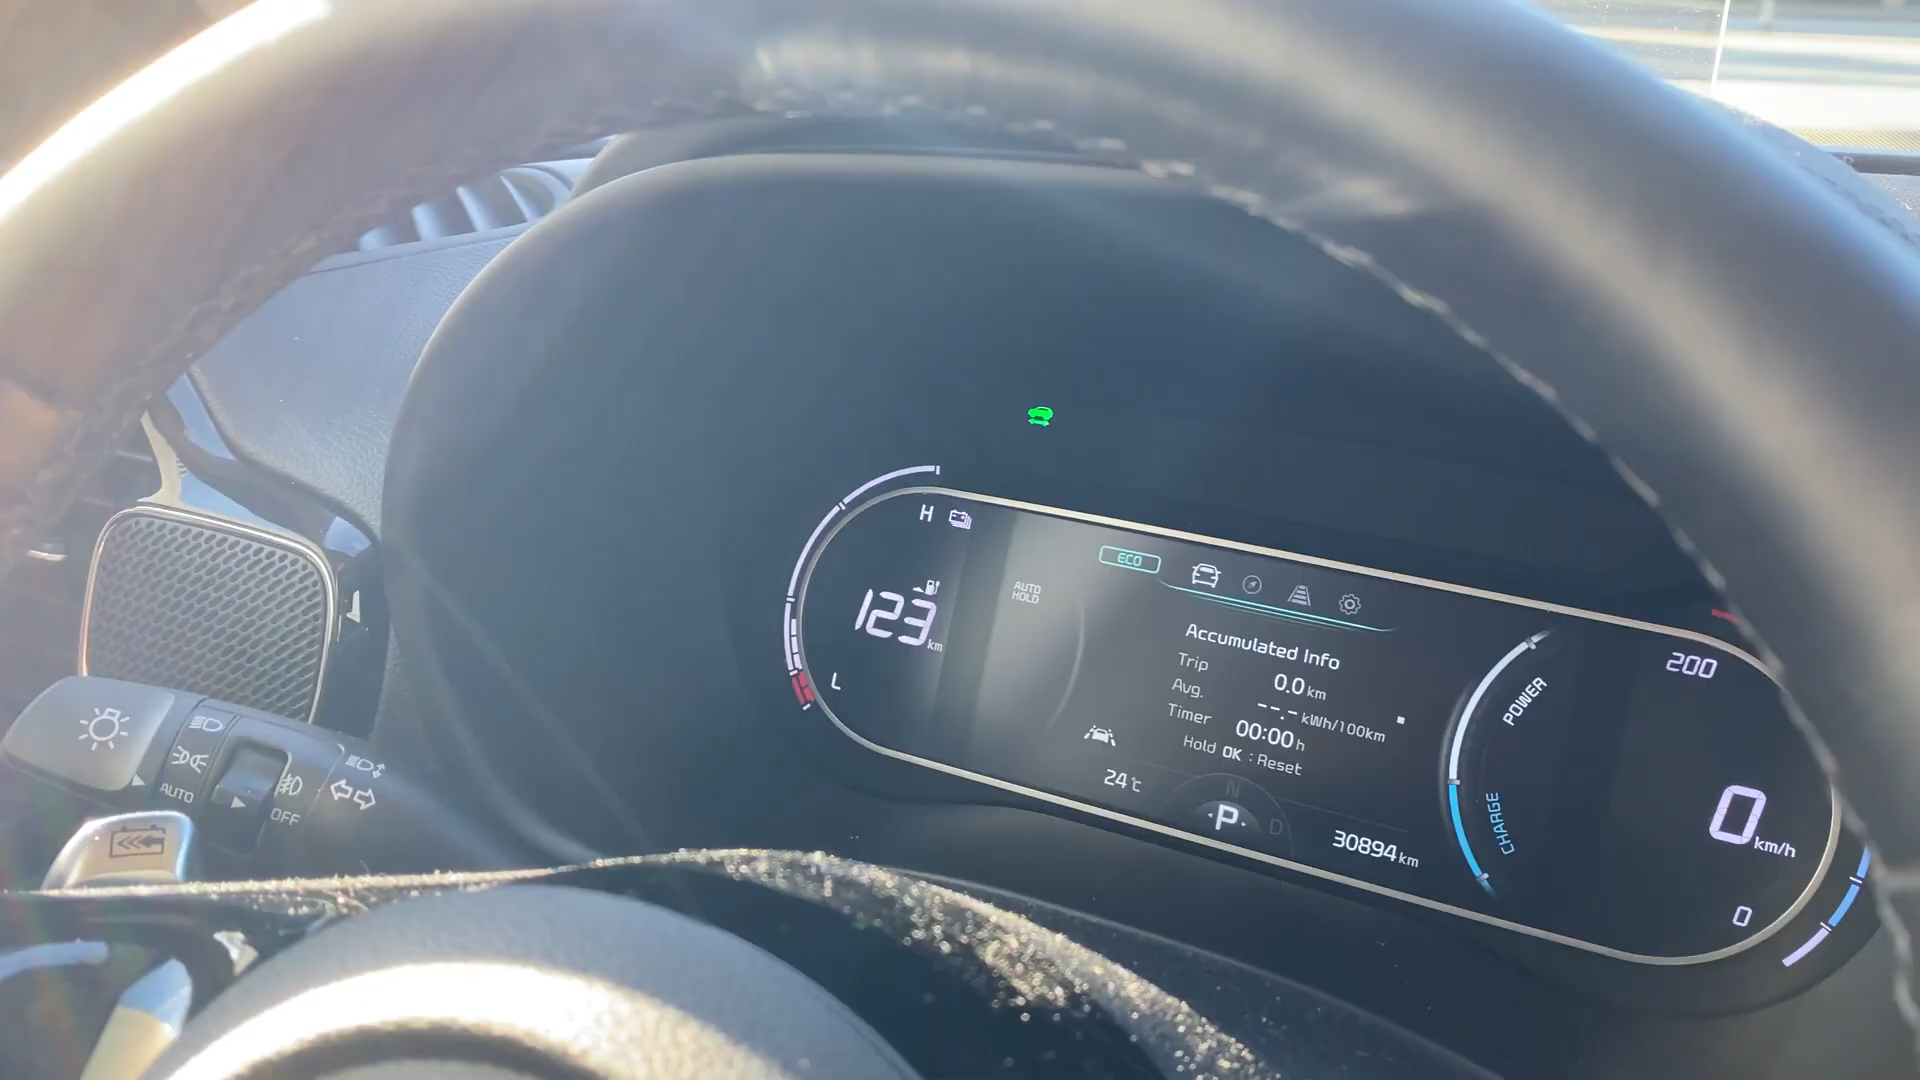 H
ECO
AUTO
HOLD
123 km
L
Accumulated Info
Trip
0.0 km
Avg.
--.- kWh/100km
Timer
00:00 h
Hold OK : Reset
24°C
N
P
D
30894 km
POWER
CHARGE
200
0 km/h
0
AUTO
OFF